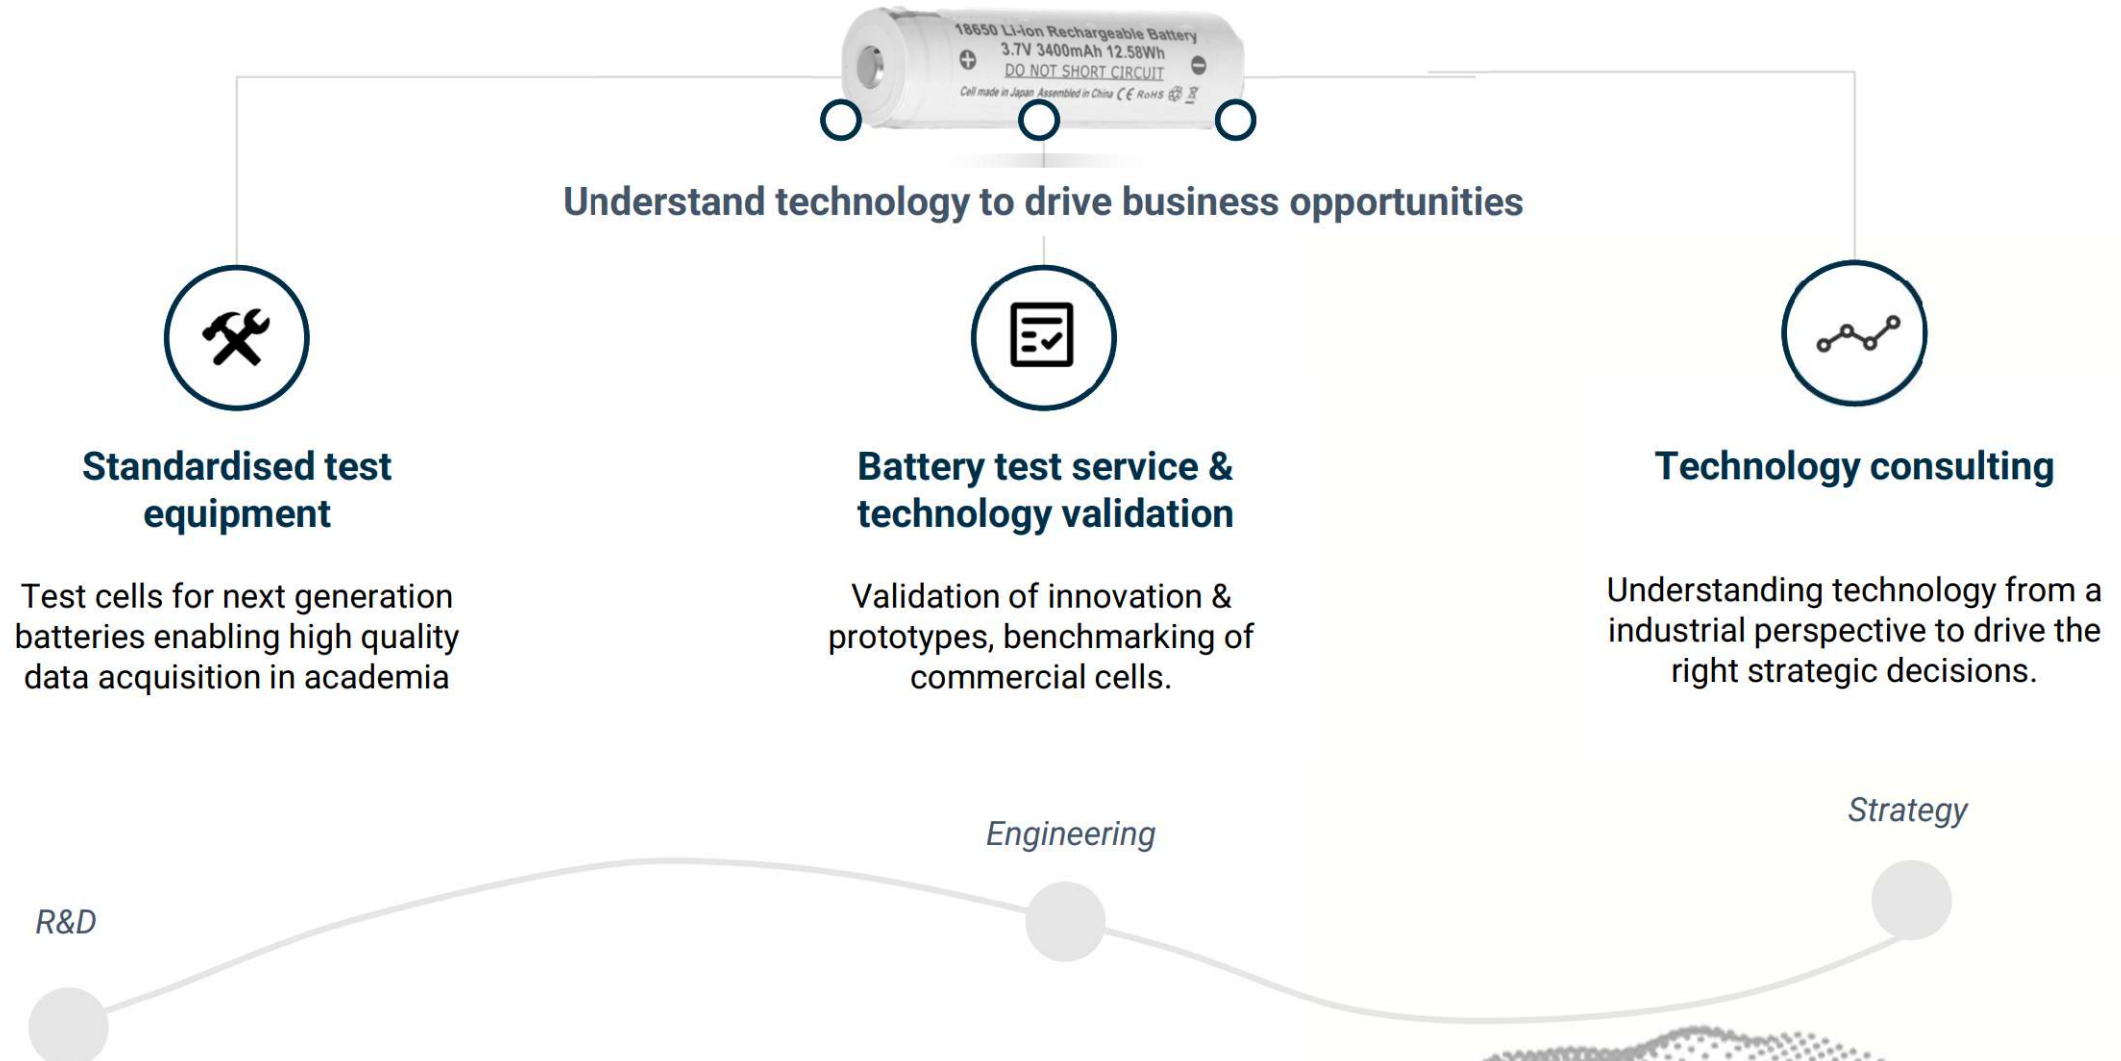 18650 Li-ion Rechargeable Battery
3.7V 3400mAh 12.58Wh
DO NOT SHORT CIRCUIT
Cell made in Japan Assembled in China CE RoHS
Understand technology to drive business opportunities
Standardised test
equipment
Test cells for next generation
batteries enabling high quality
data acquisition in academia
Battery test service &
technology validation
Validation of innovation &
prototypes, benchmarking of
commercial cells.
Technology consulting
Understanding technology from a
industrial perspective to drive the
right strategic decisions.
R&D
Engineering
Strategy